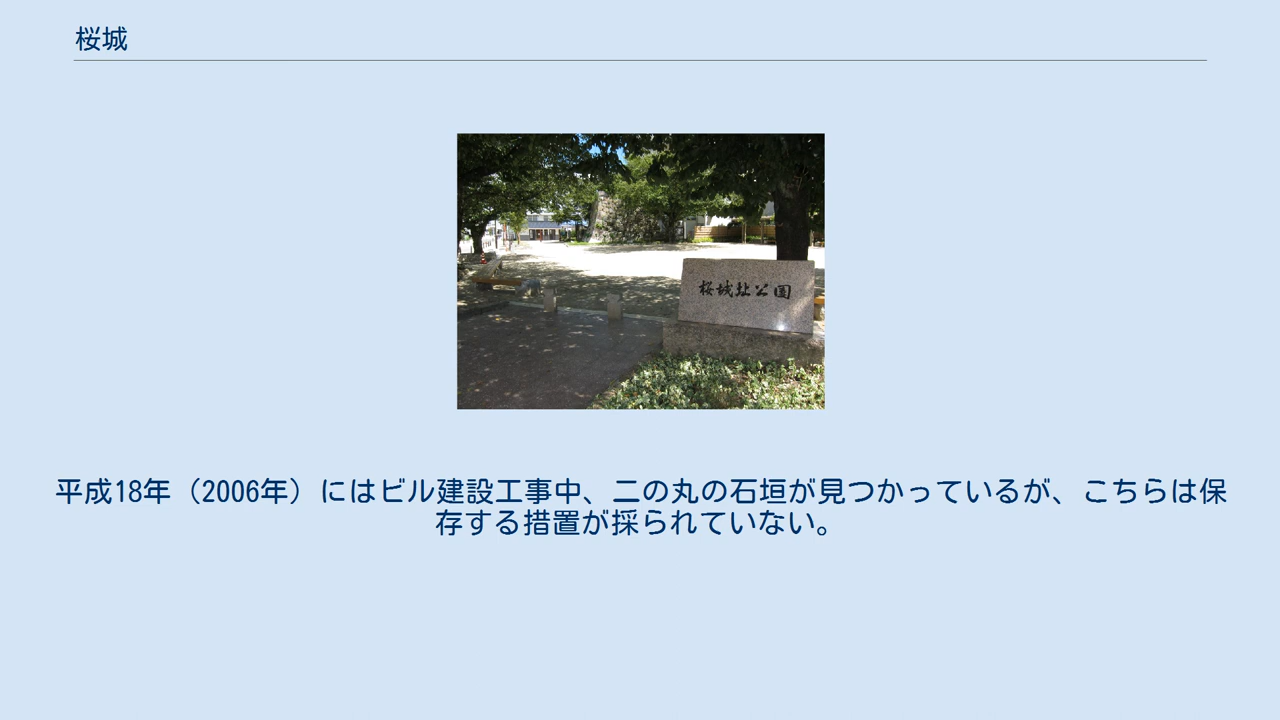 桜城
桜城址公園
平成18年（2006年）にはビル建設工事中、二の丸の石垣が見つかっているが、こちらは保
存する措置が採られていない。